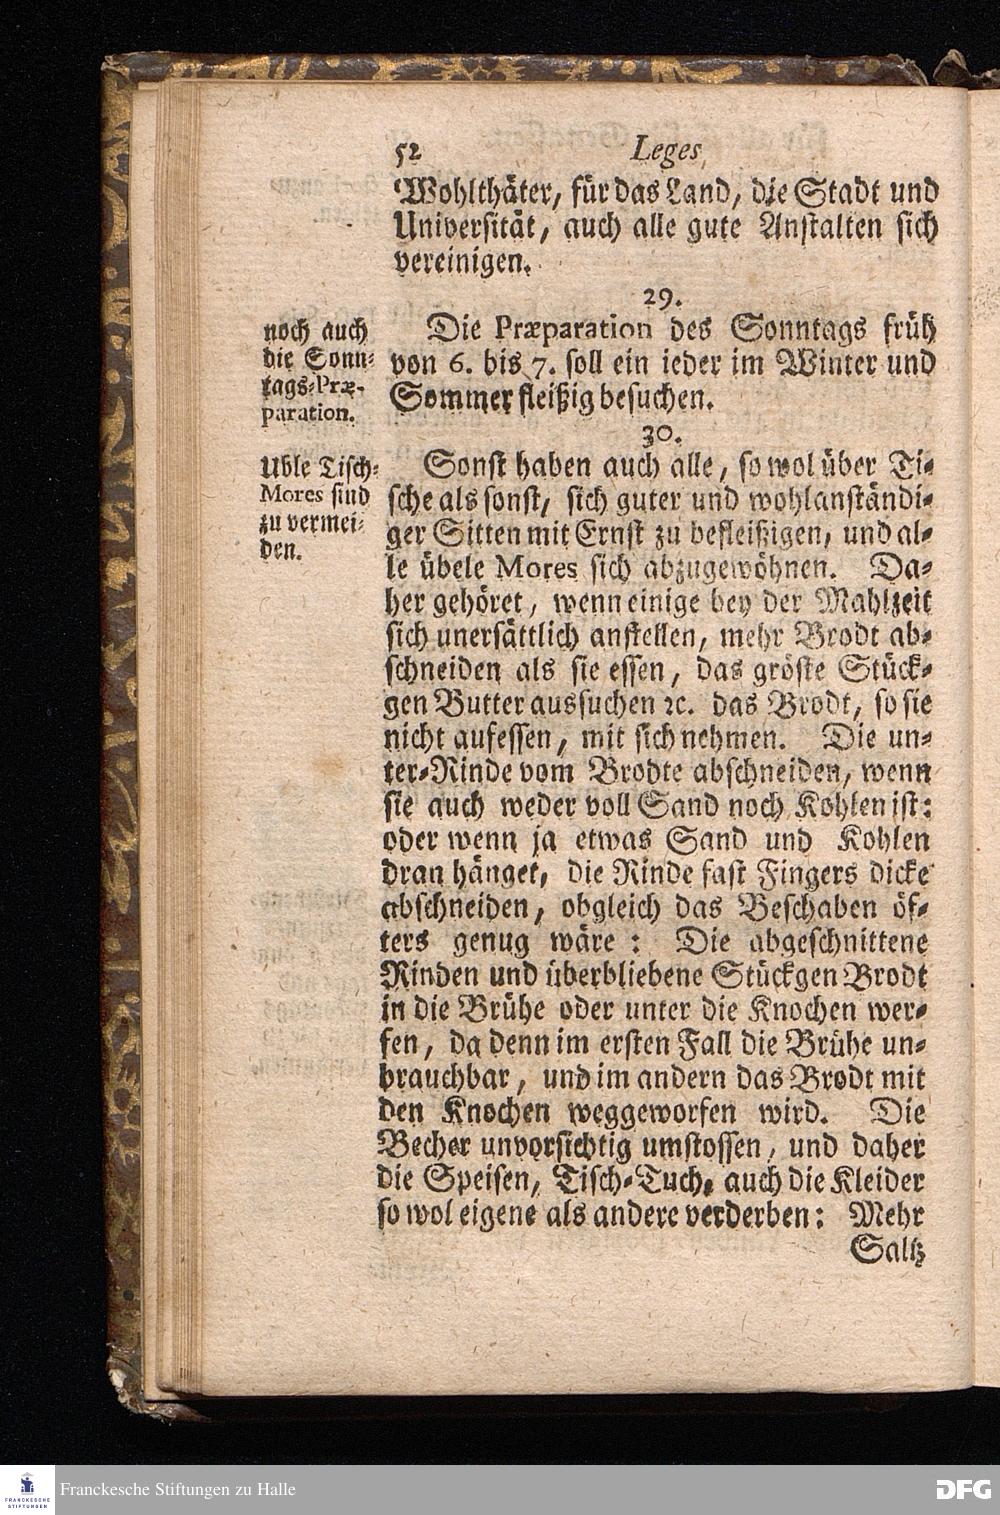 52 Leges
Wohlthäter, für das Land, die Stadt und
Universität, auch alle gute Anstalten sich
vereinigen.
29.
noch auch
die Sonn⸗
tags⸗Præ-
paration.
Die Præparation des Sonntags früh
von 6. bis 7. soll ein ieder im Winter und
Sommer fleißig besuchen.
30.
Uble Tisch⸗
Mores sind
zu vermei⸗
den.
Sonst haben auch alle, so wol über Ti⸗
sche als sonst, sich guter und wohlanständi⸗
ger Sitten mit Ernst zu befleißigen, und al⸗
le übele Mores sich abzugewöhnen. Da⸗
her gehöret, wenn einige bey der Mahlzeit
sich unersättlich anstellen, mehr Brodt ab⸗
schneiden als sie essen, das gröste Stück⸗
gen Butter aussuchen ꝛc. das Brodt, so sie
nicht aufessen, mit sich nehmen. Die un⸗
ter⸗Rinde vom Brodte abschneiden, wenn
sie auch weder voll Sand noch Kohlen ist:
oder wenn ja etwas Sand und Kohlen
dran hänget, die Rinde fast Fingers dicke
abschneiden, obgleich das Beschaben öf⸗
ters genug wäre: Die abgeschnittene
Rinden und überbliebene Stückgen Brodt
in die Brühe oder unter die Knochen wer⸗
fen, da denn im ersten Fall die Brühe un⸗
brauchbar, und im andern das Brodt mit
den Knochen weggeworfen wird. Die
Becher unvorsichtig umstossen, und daher
die Speisen, Tisch⸗Tuch, auch die Kleider
so wol eigene als andere verderben: Mehr
Saltz
FRANCKESCHE
STIFTUNGEN
Franckesche Stiftungen zu Halle
DFG